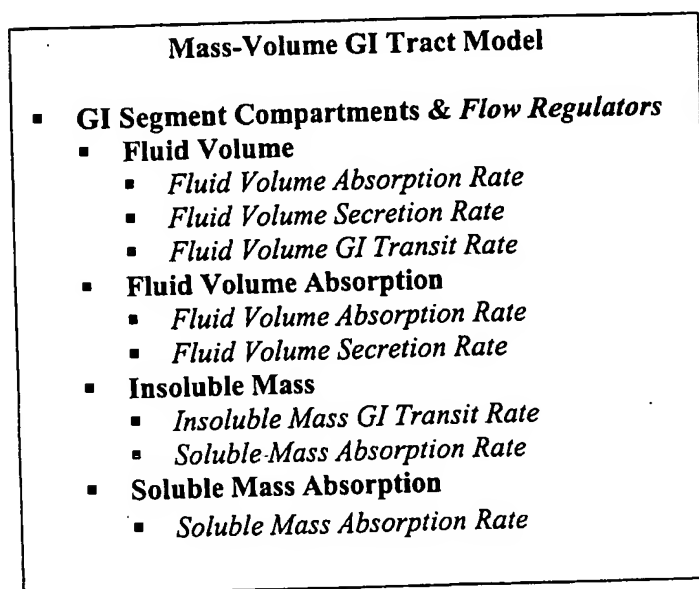 Mass-Volume GI Tract Model
▪ GI Segment Compartments & Flow Regulators
▪ Fluid Volume
▪ Fluid Volume Absorption Rate
▪ Fluid Volume Secretion Rate
▪ Fluid Volume GI Transit Rate
▪ Fluid Volume Absorption
▪ Fluid Volume Absorption Rate
▪ Fluid Volume Secretion Rate
▪ Insoluble Mass
▪ Insoluble Mass GI Transit Rate
▪ Soluble Mass Absorption Rate
▪ Soluble Mass Absorption
▪ Soluble Mass Absorption Rate